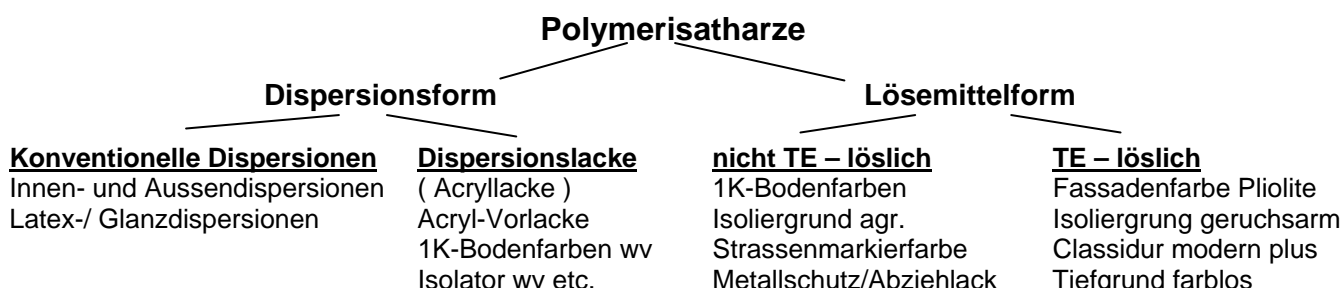 Polymerisatharze
Dispersionsform
Lösemittelform
Konventionelle Dispersionen
Innen- und Aussendispersionen
Latex-/ Glanzdispersionen
Dispersionslacke
( Acryllacke )
Acryl-Vorlacke
1K-Bodenfarben wv
Isolator wv etc.
nicht TE – löslich
1K-Bodenfarben
Isoliergrund agr.
Strassenmarkierfarbe
Metallschutz/Abziehlack
TE – löslich
Fassadenfarbe Pliolite
Isoliergrung geruchsarm
Classidur modern plus
Tiefgrund farblos